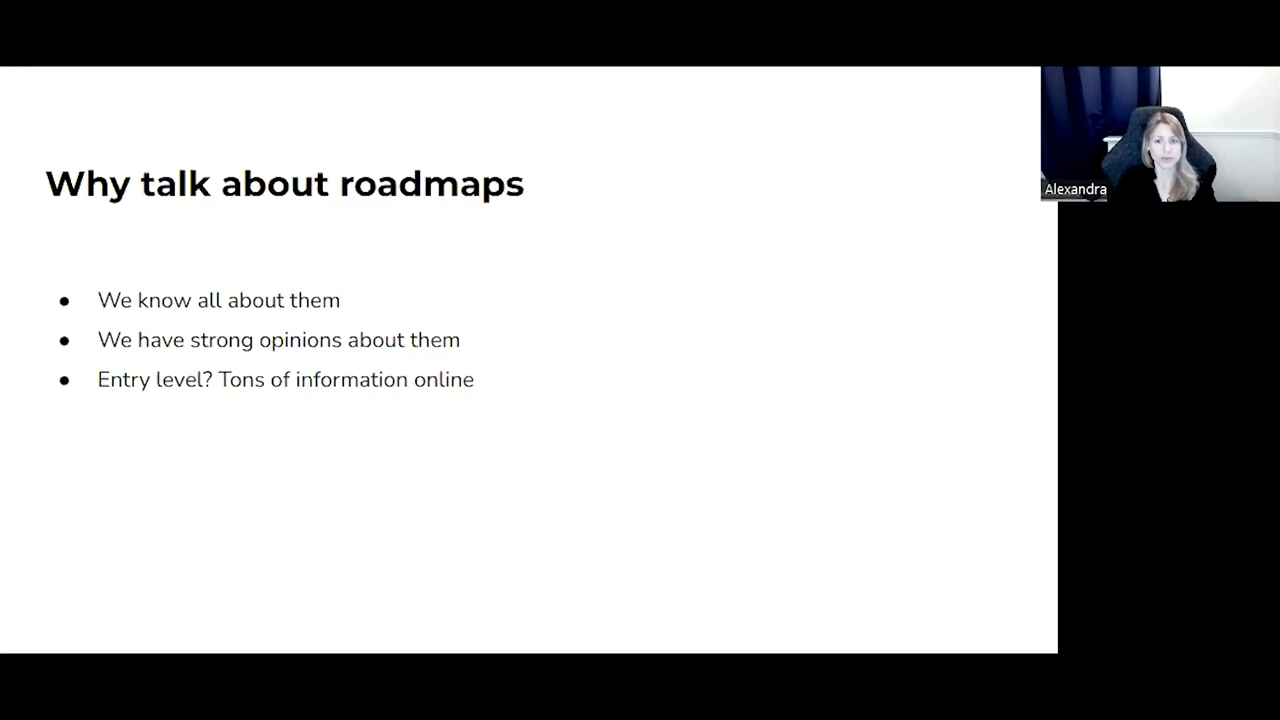 Why talk about roadmaps
Alexandra
● We know all about them
● We have strong opinions about them
● Entry level? Tons of information online